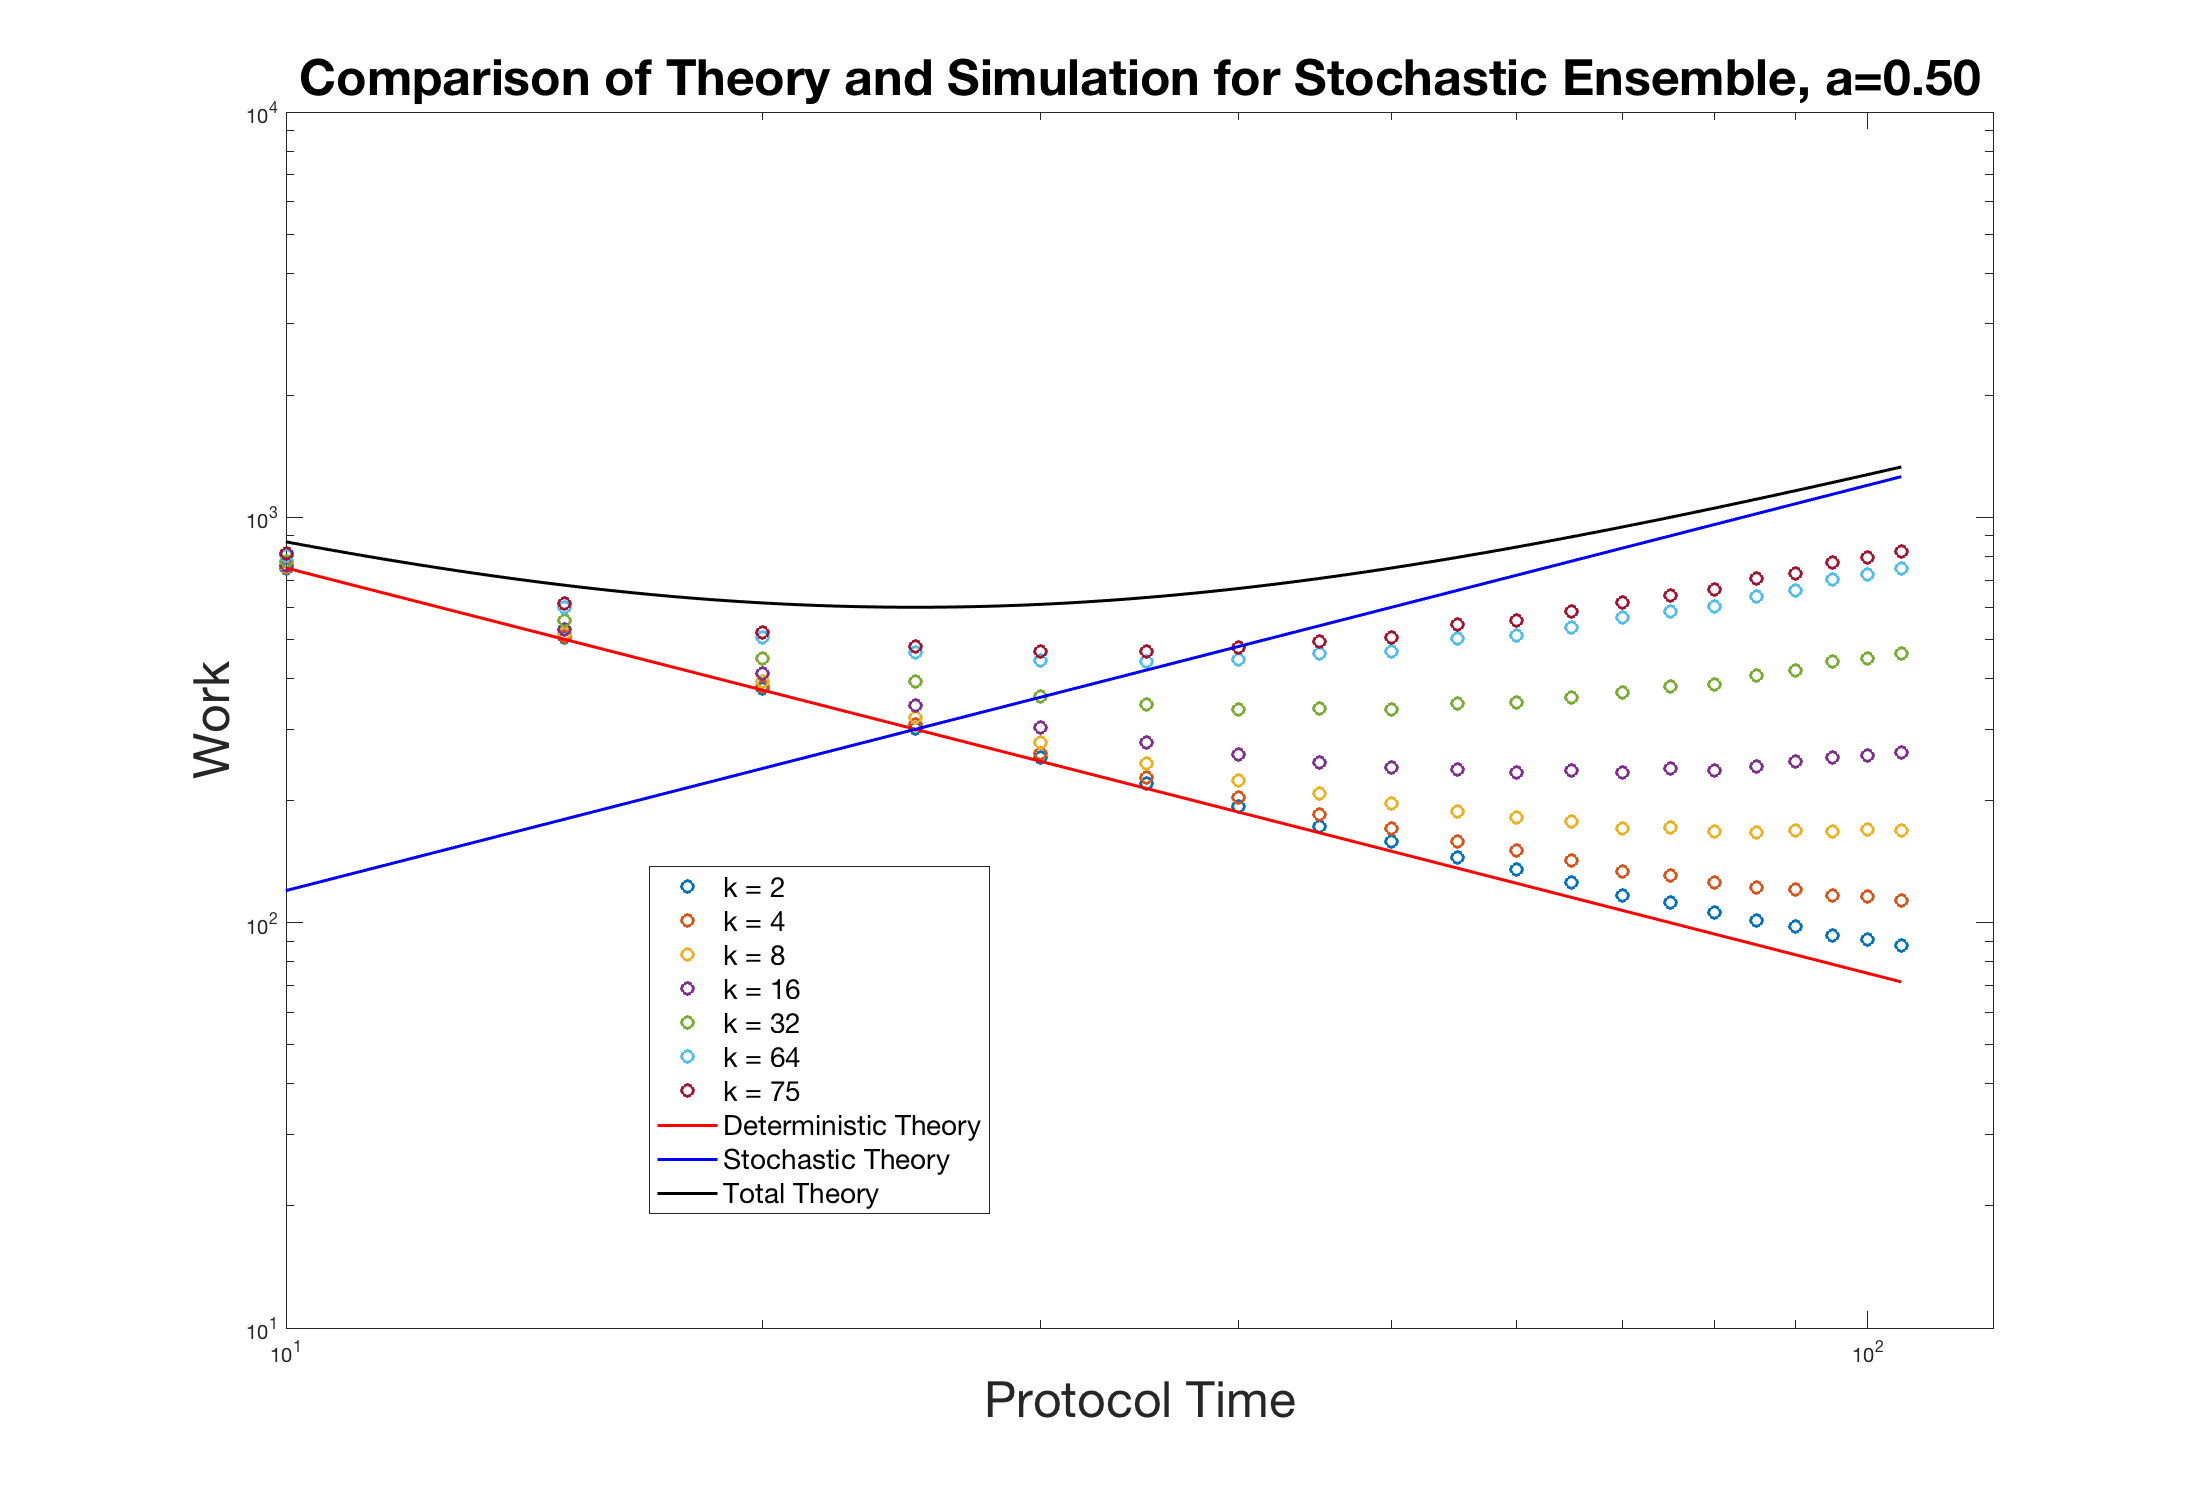 Comparison of Theory and Simulation for Stochastic Ensemble, a=0.50
10^4
10^3
10^2
10^1
Work
k = 2
k = 4
k = 8
k = 16
k = 32
k = 64
k = 75
Deterministic Theory
Stochastic Theory
Total Theory
10^1
10^2
Protocol Time